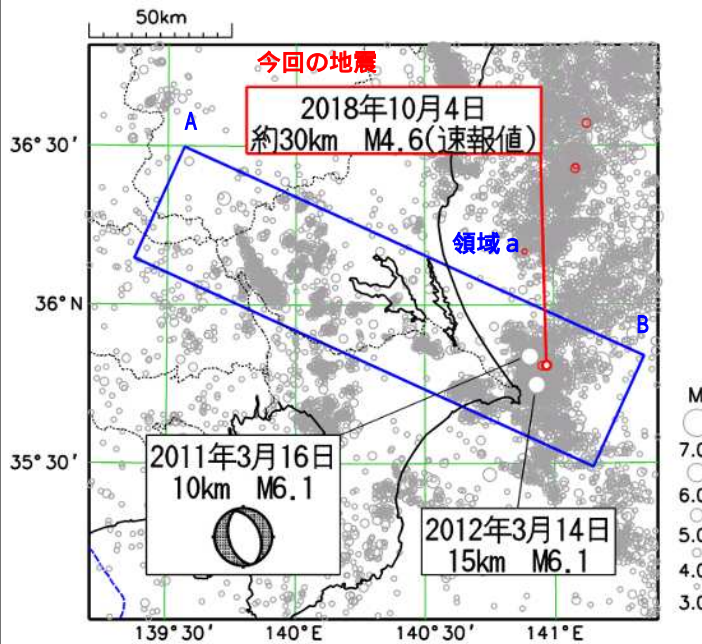 50km
今回の地震
2018年10月4日
約30km M4.6(速報値)
A
36°30′
領域a
36°N
B
M
7.0
6.0
5.0
4.0
3.0
35°30′
2011年3月16日
10km M6.1
2012年3月14日
15km M6.1
139°30′
140°E
140°30′
141°E